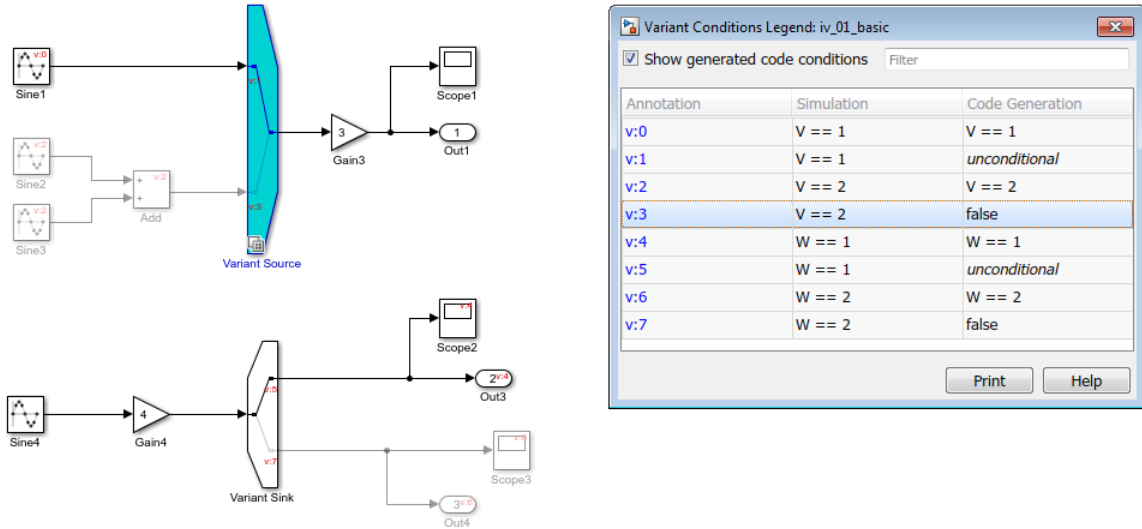 v:0
Sine1
v:1
Scope1
3
Gain3
1
Out1
v:2
Sine2
+
+
v:2
Add
v:2
Sine3
v:3
Variant Source
v:4
Scope2
v:5
2 v:4
Out3
Sine4
4
Gain4
v:7
Variant Sink
Scope3
3 v:6
Out4
Variant Conditions Legend: iv_01_basic
Show generated code conditions Filter
Annotation Simulation Code Generation
v:0 V == 1 V == 1
v:1 V == 1 unconditional
v:2 V == 2 V == 2
v:3 V == 2 false
v:4 W == 1 W == 1
v:5 W == 1 unconditional
v:6 W == 2 W == 2
v:7 W == 2 false
Print Help